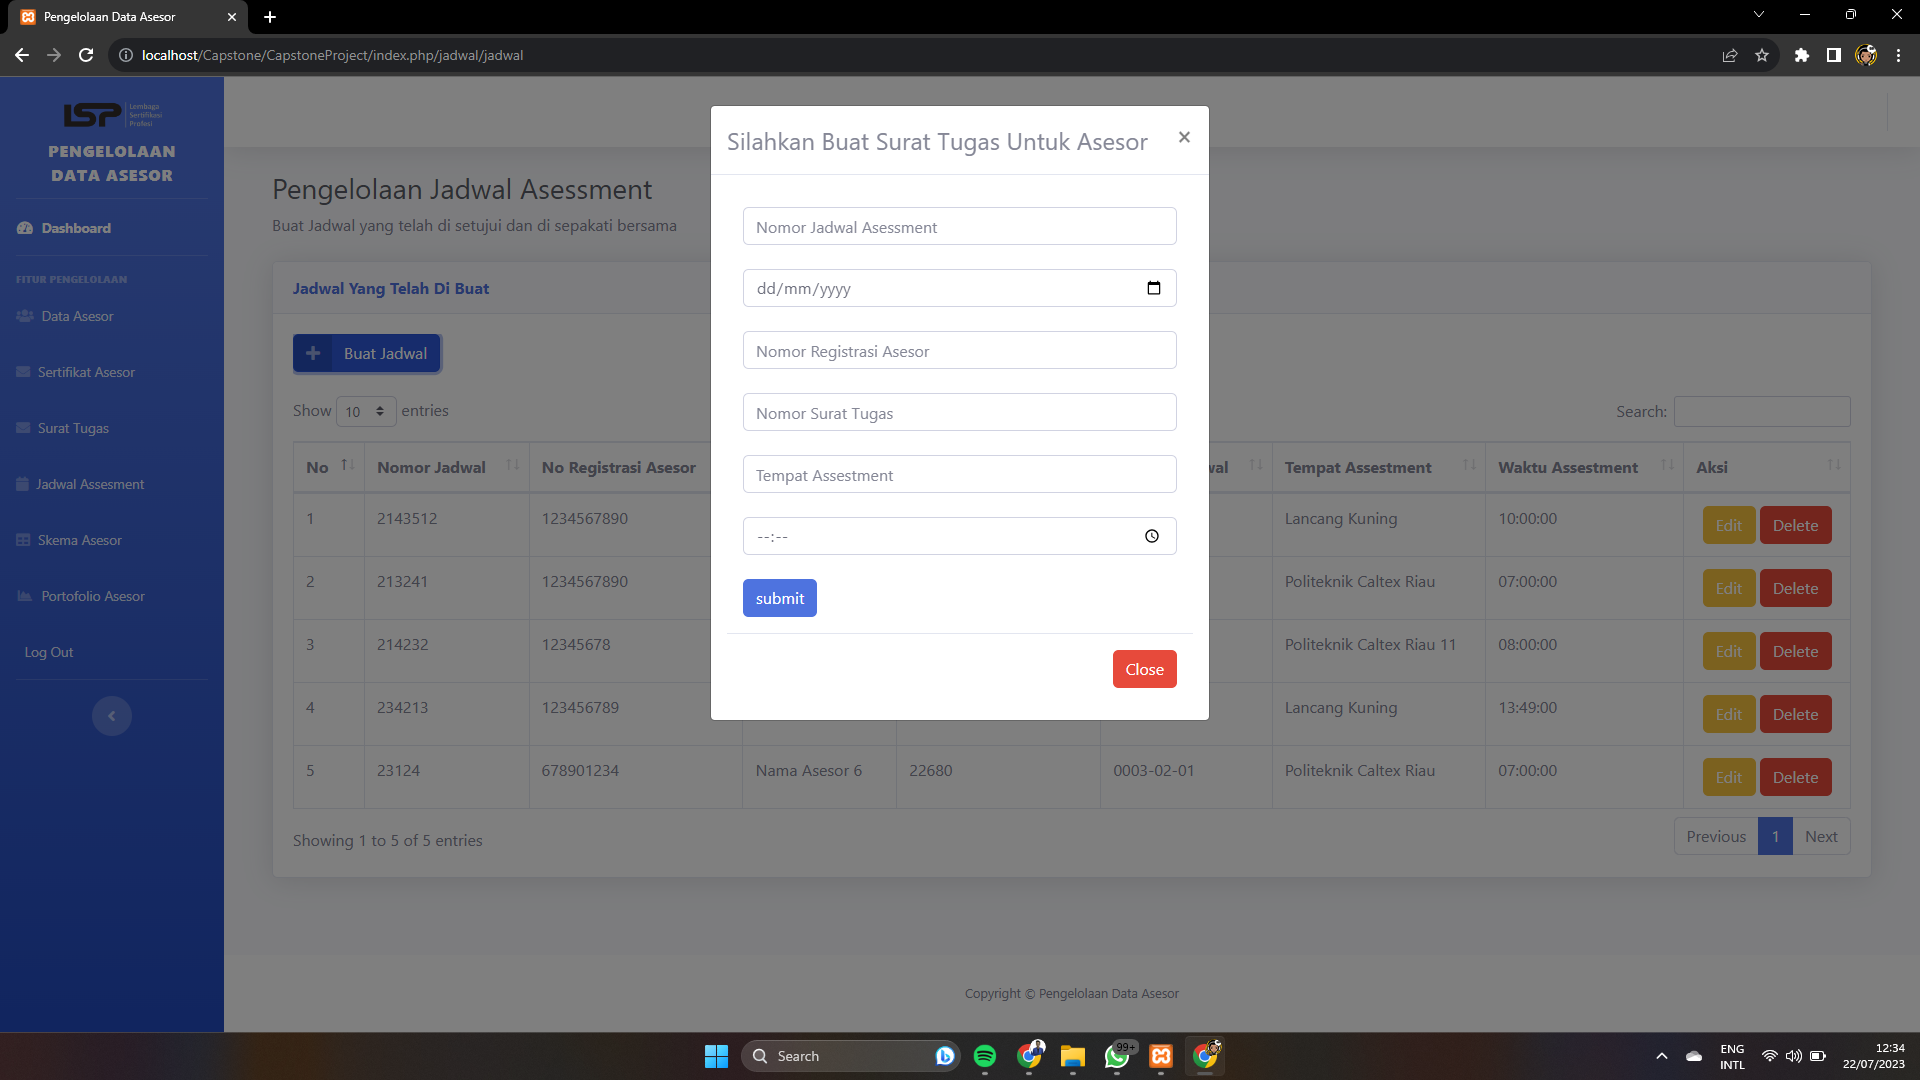 Pengelolaan Data Asesor
localhost/Capstone/CapstoneProject/index.php/jadwal/jadwal
LSP Lembaga Sertifikasi Profesi
PENGELOLAAN
DATA ASESOR
Dashboard
FITUR PENGELOLAAN
Data Asesor
Sertifikat Asesor
Surat Tugas
Jadwal Assesment
Skema Asesor
Portofolio Asesor
Log Out
Pengelolaan Jadwal Asessment
Buat Jadwal yang telah di setujui dan di sepakati bersama
Jadwal Yang Telah Di Buat
Buat Jadwal
Show 10 entries
Search:
No Nomor Jadwal No Registrasi Asesor wal Tempat Assestment Waktu Assestment Aksi
1 2143512 1234567890 Lancang Kuning 10:00:00 Edit Delete
2 213241 1234567890 Politeknik Caltex Riau 07:00:00 Edit Delete
3 214232 12345678 Politeknik Caltex Riau 11 08:00:00 Edit Delete
4 234213 123456789 Lancang Kuning 13:49:00 Edit Delete
5 23124 678901234 Nama Asesor 6 22680 0003-02-01 Politeknik Caltex Riau 07:00:00 Edit Delete
Showing 1 to 5 of 5 entries
Previous 1 Next
Silahkan Buat Surat Tugas Untuk Asesor ×
Nomor Jadwal Asessment
dd/mm/yyyy
Nomor Registrasi Asesor
Nomor Surat Tugas
Tempat Assestment
--:--
submit
Close
Copyright © Pengelolaan Data Asesor
Search
99+
ENG
INTL
12:34
22/07/2023